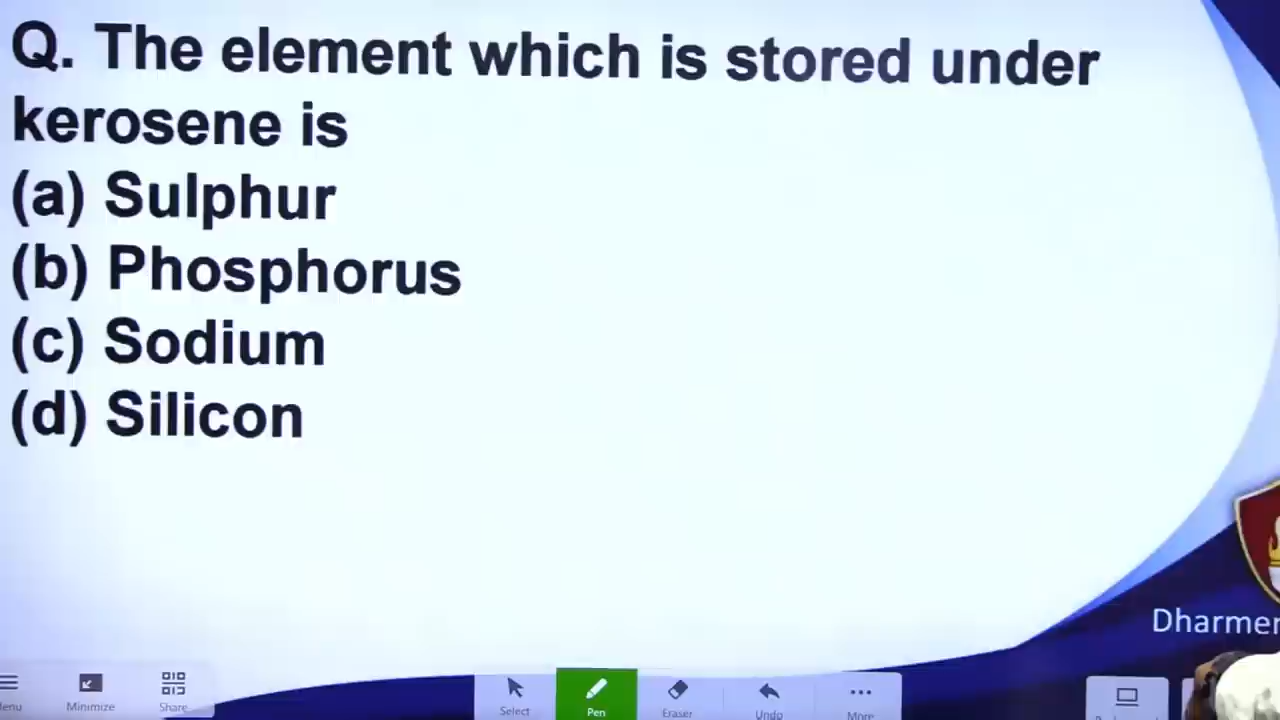 Q. The element which is stored under
kerosene is
(a) Sulphur
(b) Phosphorus
(c) Sodium
(d) Silicon
Dharmen
Minimize
Share
Select
Pen
Eraser
Undo
More